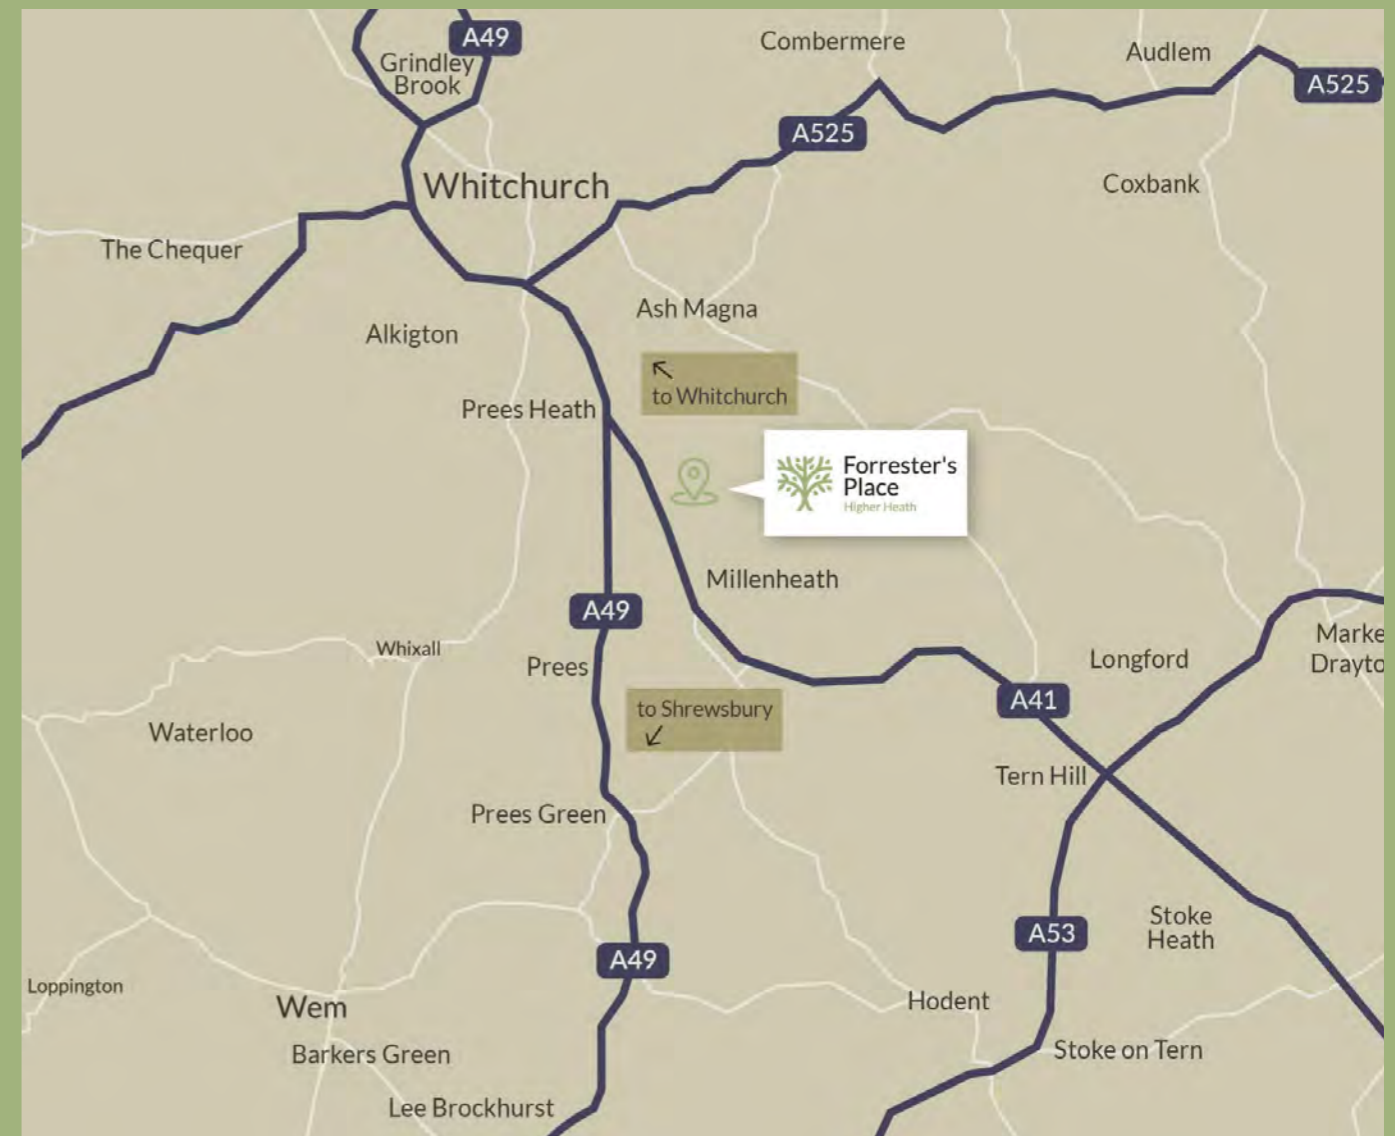 A49
Combermere
Audlem
Grindley
Brook
A525
A525
Whitchurch
Coxbank
The Chequer
Ash Magna
Alkigton
to Whitchurch
Prees Heath
Forrester's
Place
Higher Heath
Millenheath
A49
Whixall
Prees
Longford
Marke
Drayto
A41
to Shrewsbury
Waterloo
Tern Hill
Prees Green
Stoke
Heath
A53
A49
Loppington
Wem
Hodent
Barkers Green
Stoke on Tern
Lee Brockhurst